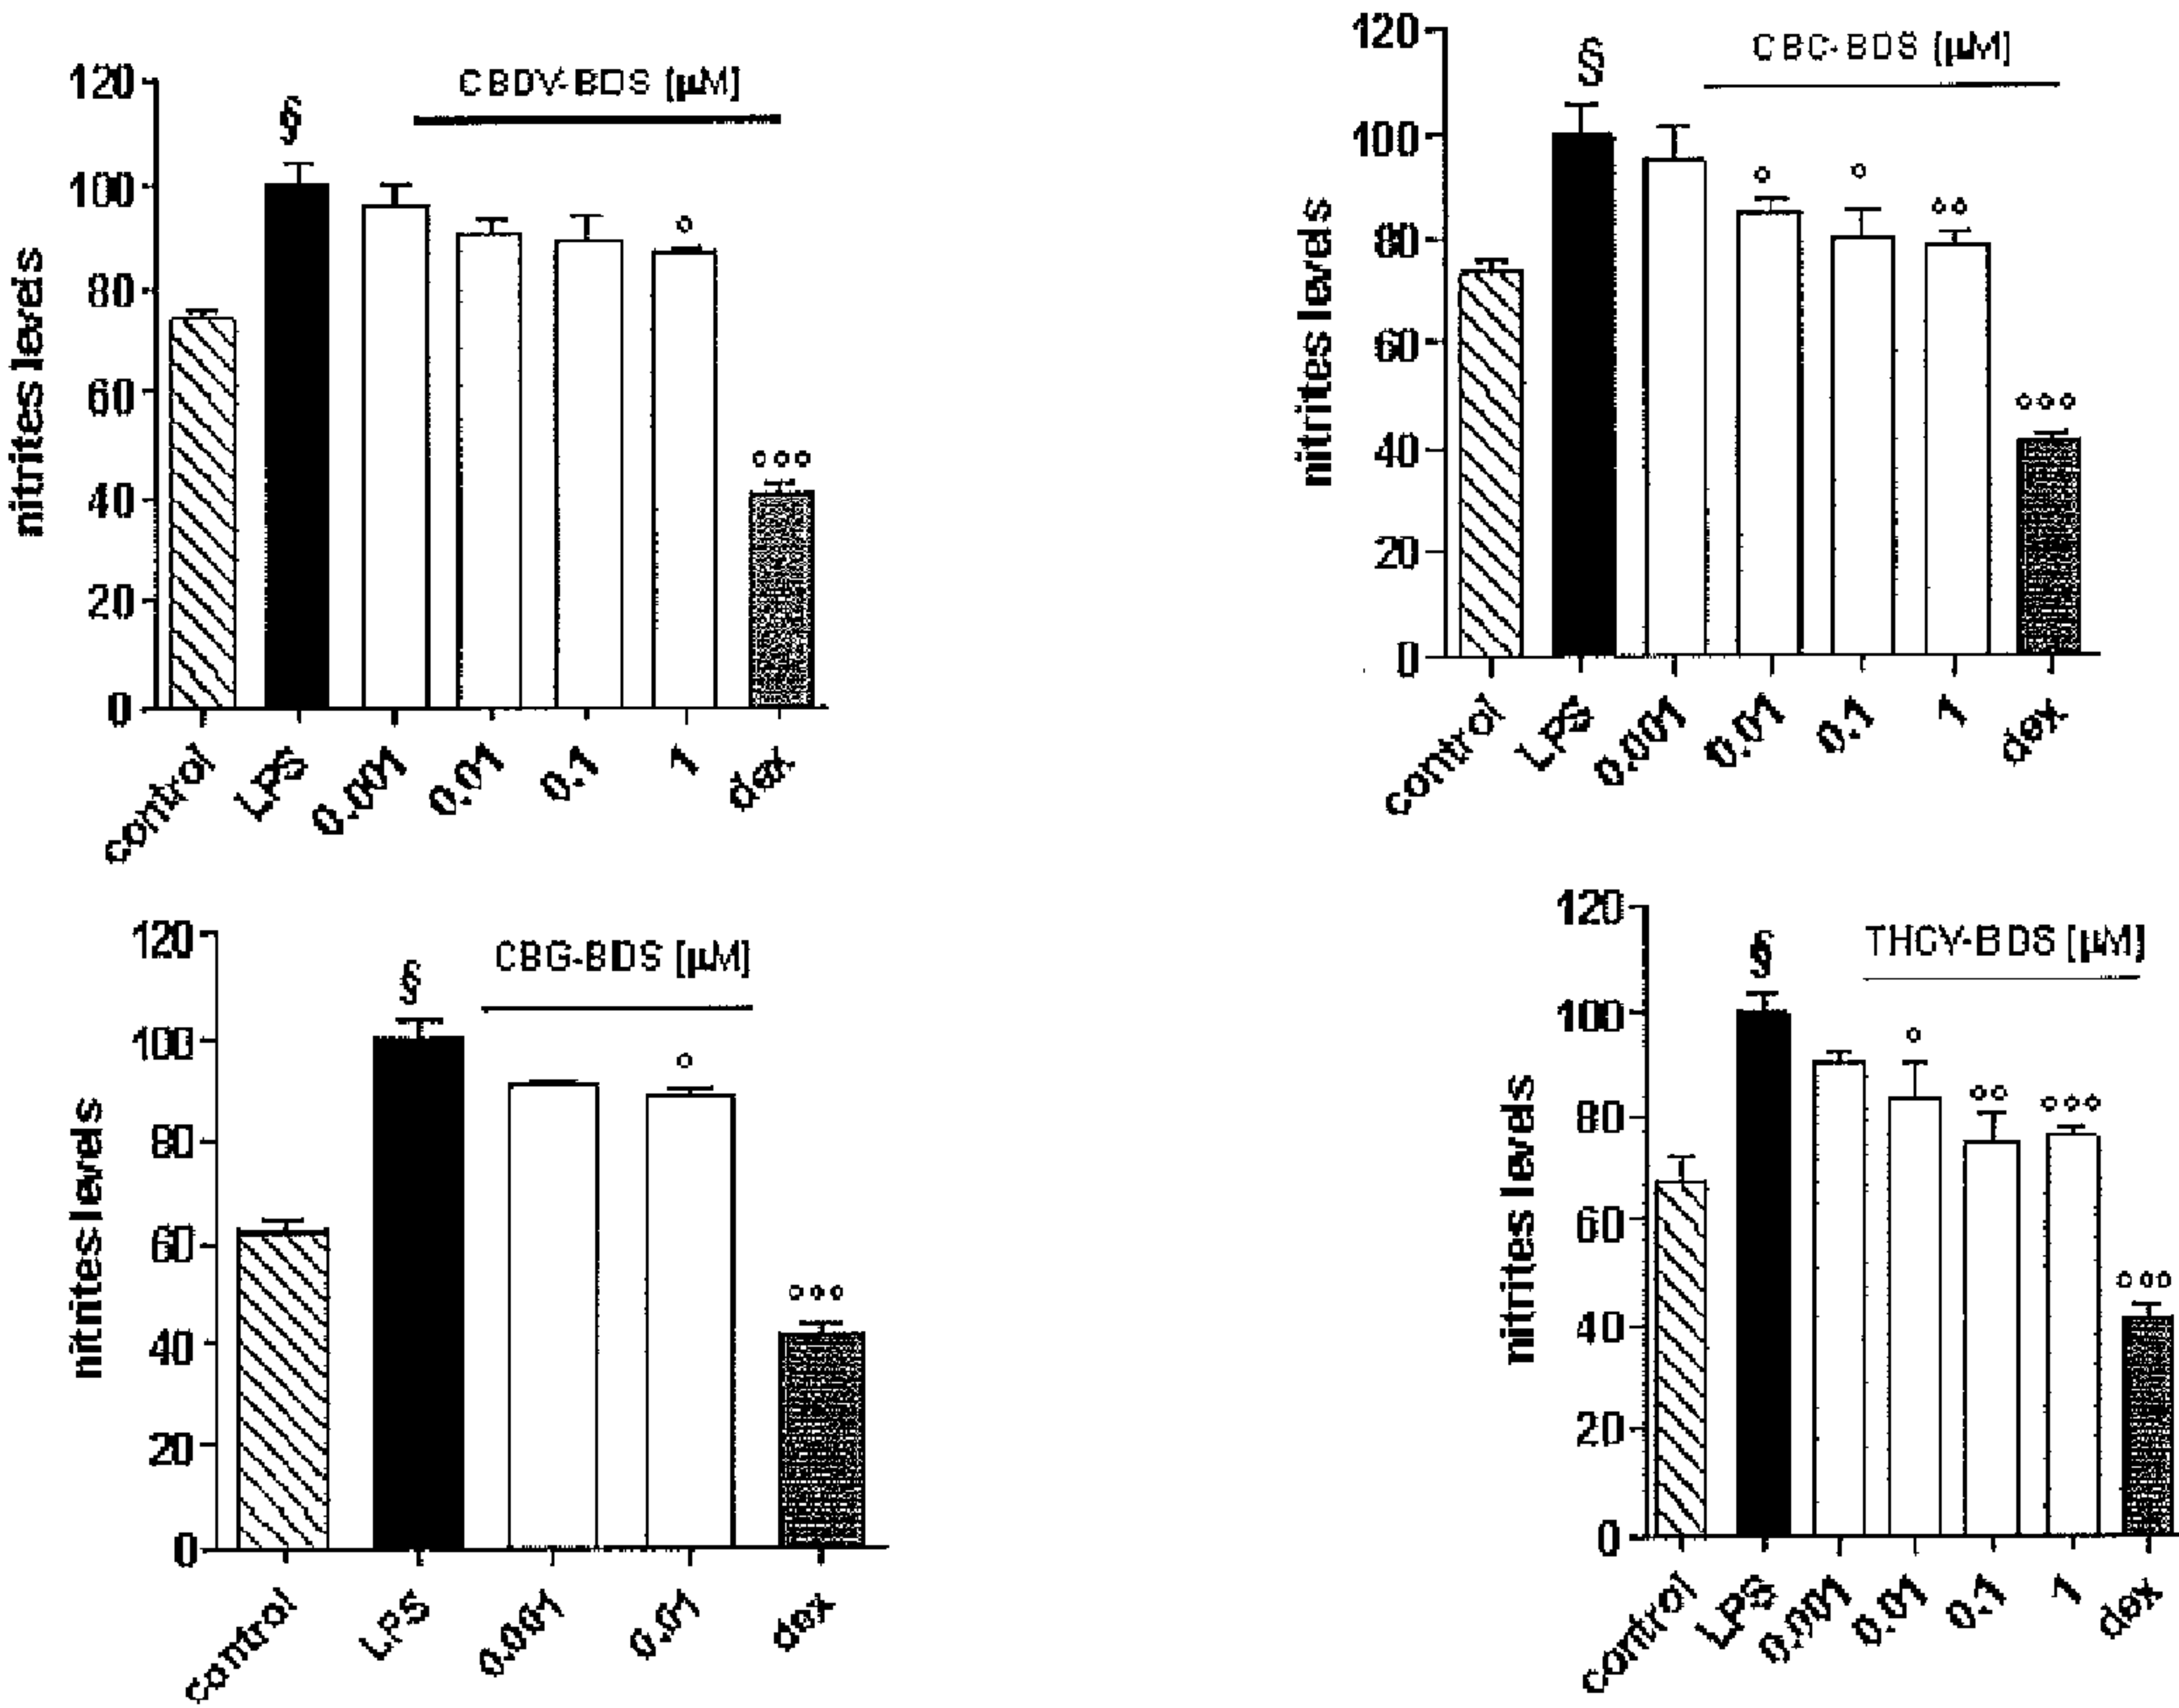 CBDV-BDS [µM]
§
120
100
80
60
40
20
0
nitrites levels
°
°°°
control
LPS
0.001
0.01
0.1
1
dex
CBC-BDS [µM]
§
120
100
80
60
40
20
0
nitrites levels
°
°
°°
°°°
control
LPS
0.001
0.01
0.1
1
dex
CBG-BDS [µM]
§
120
100
80
60
40
20
0
nitrites levels
°
°°°
control
LPS
0.001
0.01
dex
THCV-BDS [µM]
§
120
100
80
60
40
20
0
nitrites levels
°
°°
°°°
°°°
control
LPS
0.001
0.01
0.1
1
dex